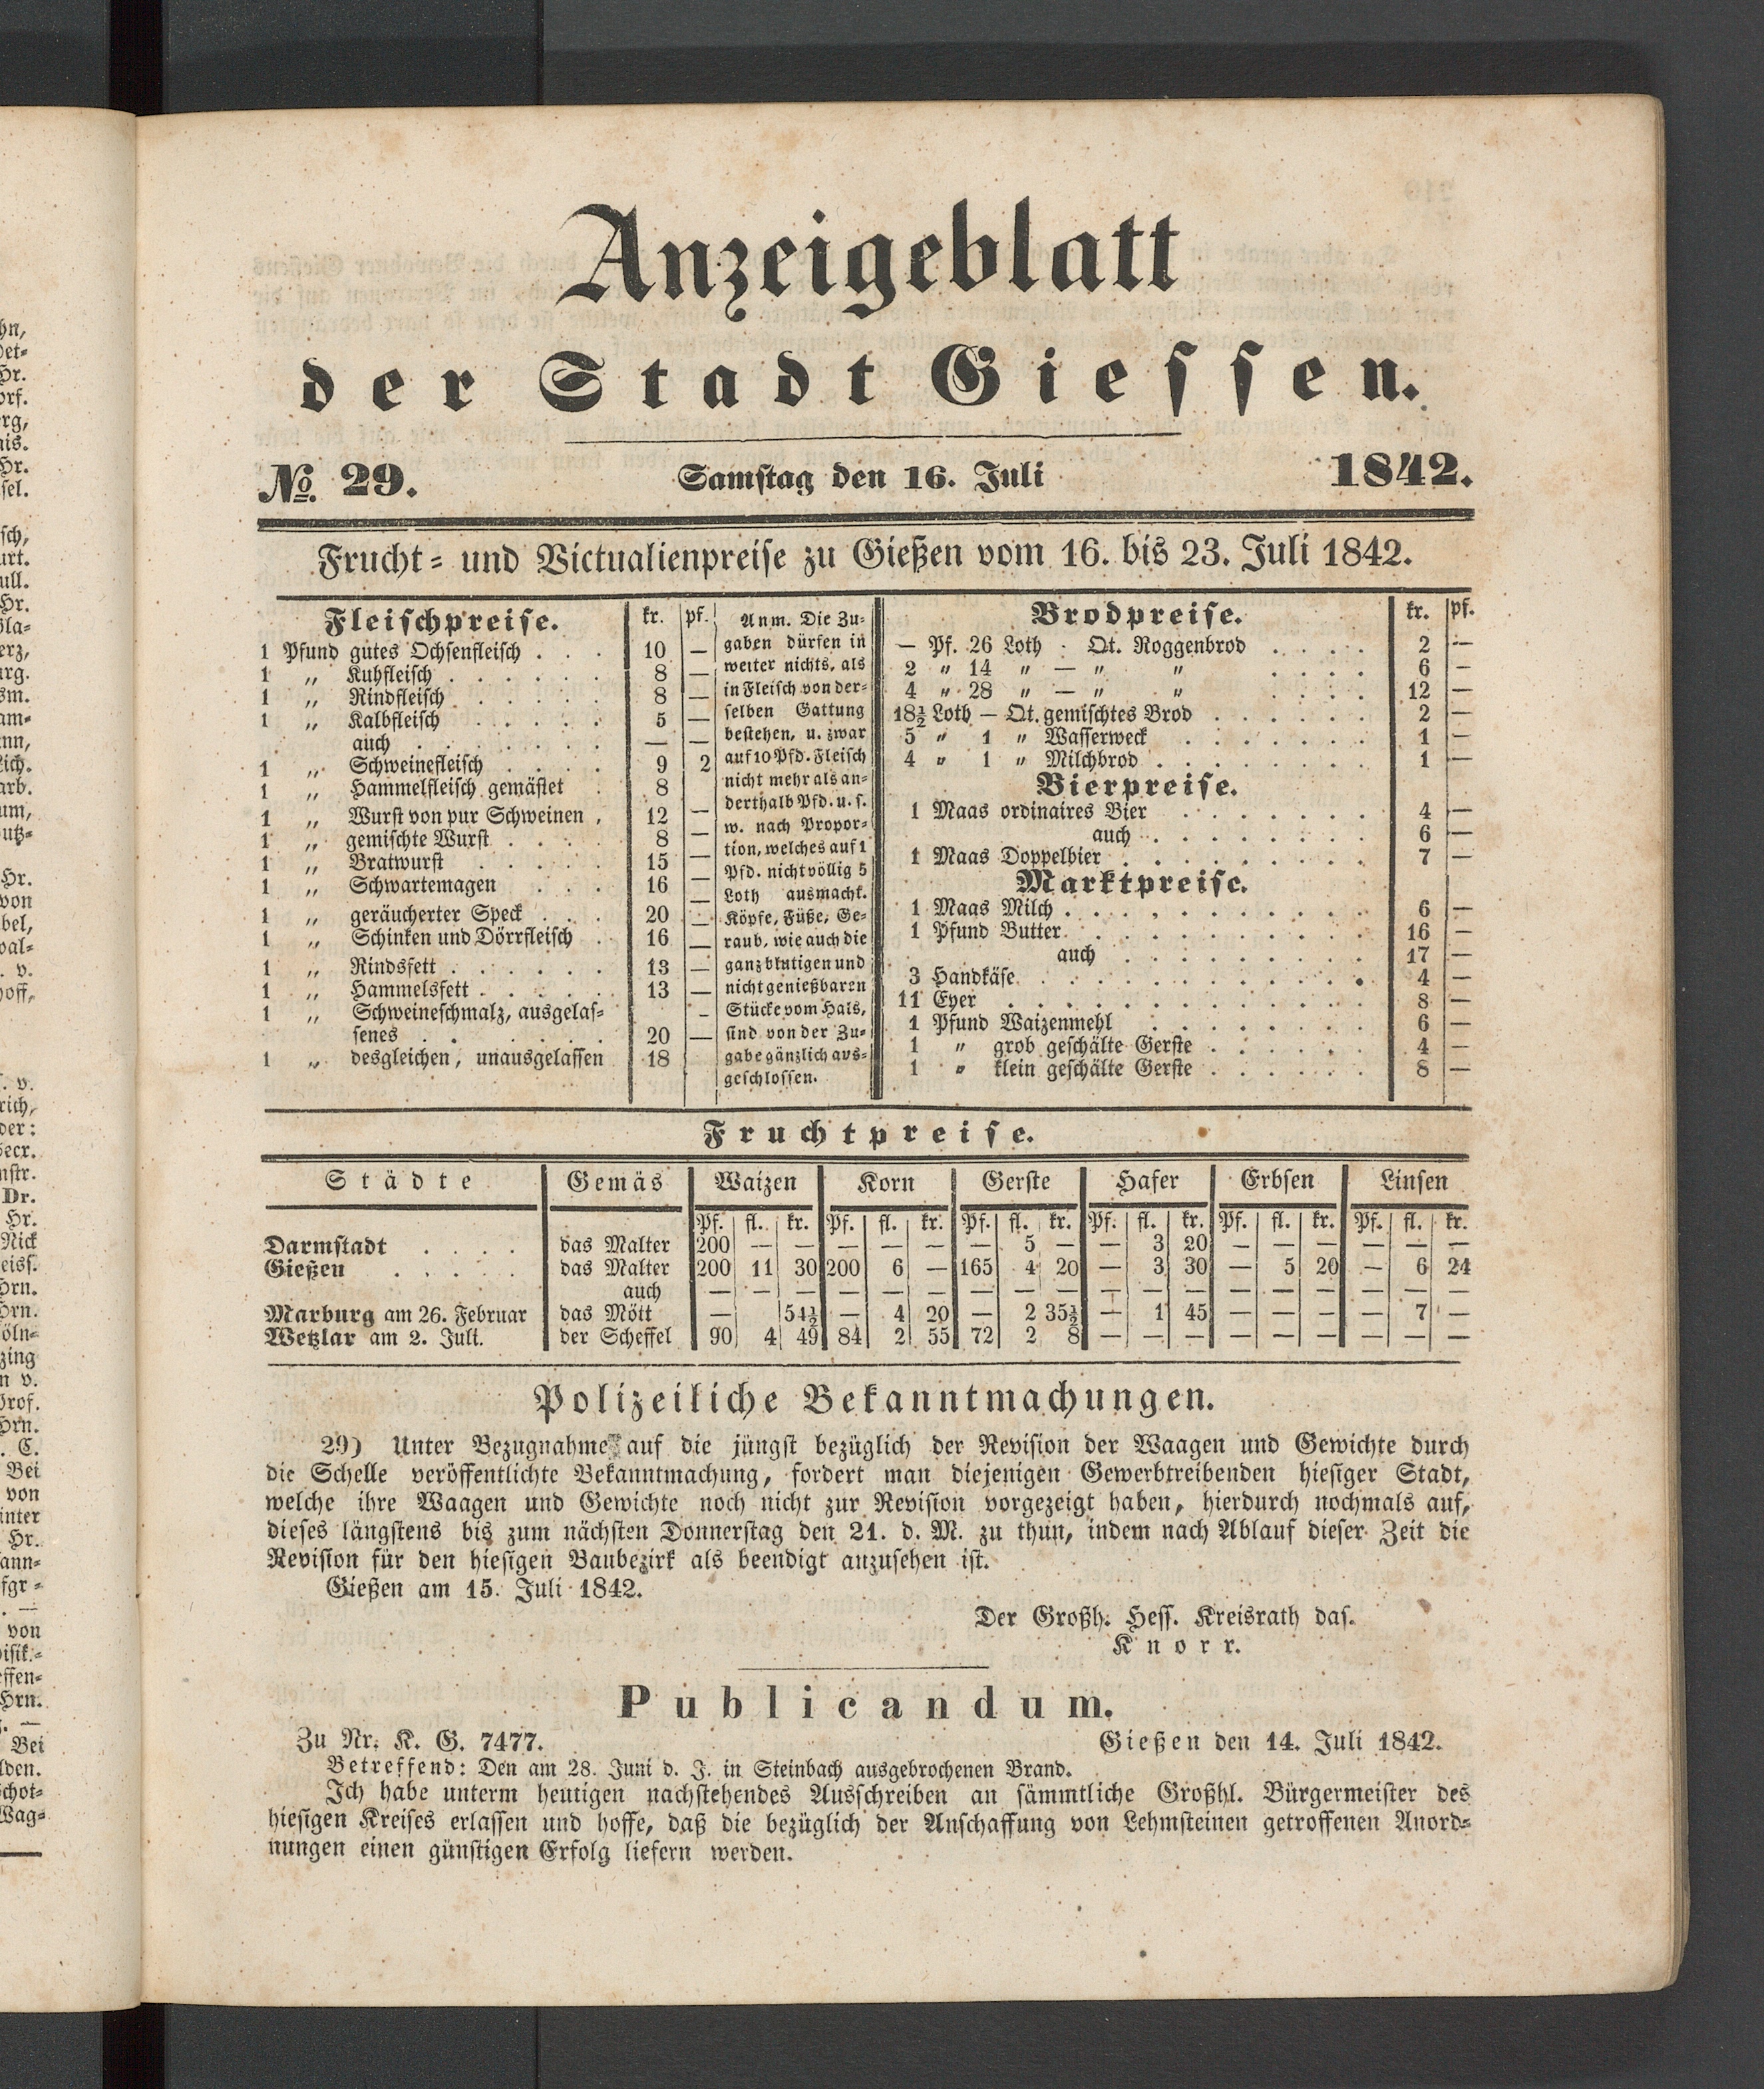 Anzeigeblatt
der Stadt Giessen.
No. 29. Samstag den 16. Juli 1842.
Frucht= und Victualienpreise zu Gießen vom 16. bis 23. Juli 1842.
Fleischpreise. kr. pf.
1 Pfund gutes Ochsenfleisch . . . 10 —
1 „ Kuhfleisch . . . . . . 8 —
1 „ Rindfleisch . . . . . 8 —
1 „ Kalbfleisch . . . . . 5 —
auch . . . . . . . — —
1 „ Schweinefleisch . . . . 9 2
1 „ Hammelfleisch gemästet . 8
1 „ Wurst von pur Schweinen . 12 —
1 „ gemischte Wurst . . . . 8 —
1 „ Bratwurst . . . . . 15 —
1 „ Schwartemagen . . . 16 —
1 „ geräucherter Speck . . . 20 —
1 „ Schinken und Dörrfleisch . 16 —
1 „ Rindsfett . . . . . . 13 —
1 „ Hammelsfett . . . . . 13 —
1 „ Schweineschmalz, ausgelas= –
senes . . . . . . . 20 —
1 „ desgleichen, unausgelassen 18
Anm. Die Zu=
gaben dürfen in
weiter nichts, als
in Fleisch von der=
selben Gattung
bestehen, u. zwar
auf 10 Pfd. Fleisch
nicht mehr als an=
derthalb Pfd. u. s.
w. nach Propor=
tion, welches auf 1
Pfd. nicht völlig 5
Loth ausmacht.
Köpfe, Füße, Ge=
raub, wie auch die
ganz blutigen und
nicht genießbaren
Stücke vom Hals,
sind von der Zu=
gabe gänzlich aus=
geschlossen.
Brodpreise. kr. pf.
— Pf. 26 Loth - Qt. Roggenbrod . . . . 2 —
2 „ 14 „ — „ „ . . . . 6 —
4 „ 28 „ — „ „ . . . . 12 —
18½ Loth — Qt. gemischtes Brod . . . . . . 2 —
5 „ 1 „ Wasserweck . . . . . . . 1 —
4 „ 1 „ Milchbrod . . . . . . . . 1 —
Bierpreise.
1 Maas ordinaires Bier . . . . . . . 4 —
auch . . . . . . . . 6 —
1 Maas Doppelbier . . . . . . . . . 7 —
Marktpreise.
1 Maas Milch . . . . . . . . . . . 6 —
1 Pfund Butter . . . . . . . . . . . 16 —
auch . . . . . . . . . 17 —
3 Handkäse . . . . . . . . . . . . 4 —
11 Eyer . . . . . . . . . . . . . 8 —
1 Pfund Waizenmehl . . . . . . . . 6 —
1 „ grob geschälte Gerste . . . . . . 4 —
1 „ klein geschälte Gerste . . . . . . 8 —
Fruchtpreise.
Städte Gemäs Waizen Korn Gerste Hafer Erbsen Linsen
Pf. fl. kr. Pf. fl. kr. Pf. fl. kr. Pf. fl. kr. Pf. fl. kr. Pf. fl. kr.
Darmstadt . . . . das Malter 200 — — — — — — 5 — — 3 20 — — — — — —
Gießen . . . . . das Malter 200 11 30 200 6 — 165 4 20 — 3 30 — 5 20 — 6 24
auch — — — — — — — — — — — — — — — — — —
Marburg am 26. Februar das Mött — 54½ — 4 20 — 2 35½ — 1 45 — — — — 7 —
Wetzlar am 2. Juli. der Scheffel 90 4 49 84 2 55 72 2 8 — — — — — — — — —
Polizeiliche Bekanntmachungen.
29) Unter Bezugnahme auf die jüngst bezüglich der Revision der Waagen und Gewichte durch
die Schelle veröffentlichte Bekanntmachung, fordert man diejenigen Gewerbtreibenden hiesiger Stadt,
welche ihre Waagen und Gewichte noch nicht zur Revision vorgezeigt haben, hierdurch nochmals auf,
dieses längstens bis zum nächsten Donnerstag den 21. d. M. zu thun, indem nach Ablauf dieser Zeit die
Revision für den hiesigen Baubezirk als beendigt anzusehen ist.
Gießen am 15. Juli 1842.
Der Großh. Hess. Kreisrath das.
Knorr.
Publicandum.
Zu Nr. K. G. 7477. Gießen den 14. Juli 1842.
Betreffend: Den am 28. Juni d. J. in Steinbach ausgebrochenen Brand.
Ich habe unterm heutigen nachstehendes Ausschreiben an sämmtliche Großhl. Bürgermeister des
hiesigen Kreises erlassen und hoffe, daß die bezüglich der Anschaffung von Lehmsteinen getroffenen Anord=
nungen einen günstigen Erfolg liefern werden.